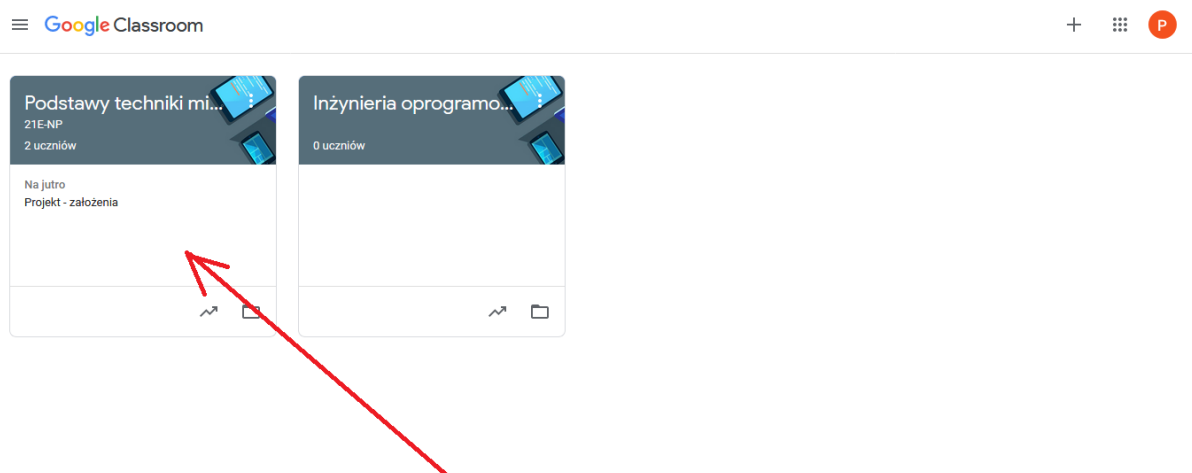 Google Classroom
P
Podstawy techniki mi...
21E-NP
2 uczniów
Na jutro
Projekt - założenia
Inżynieria oprogramo...
0 uczniów